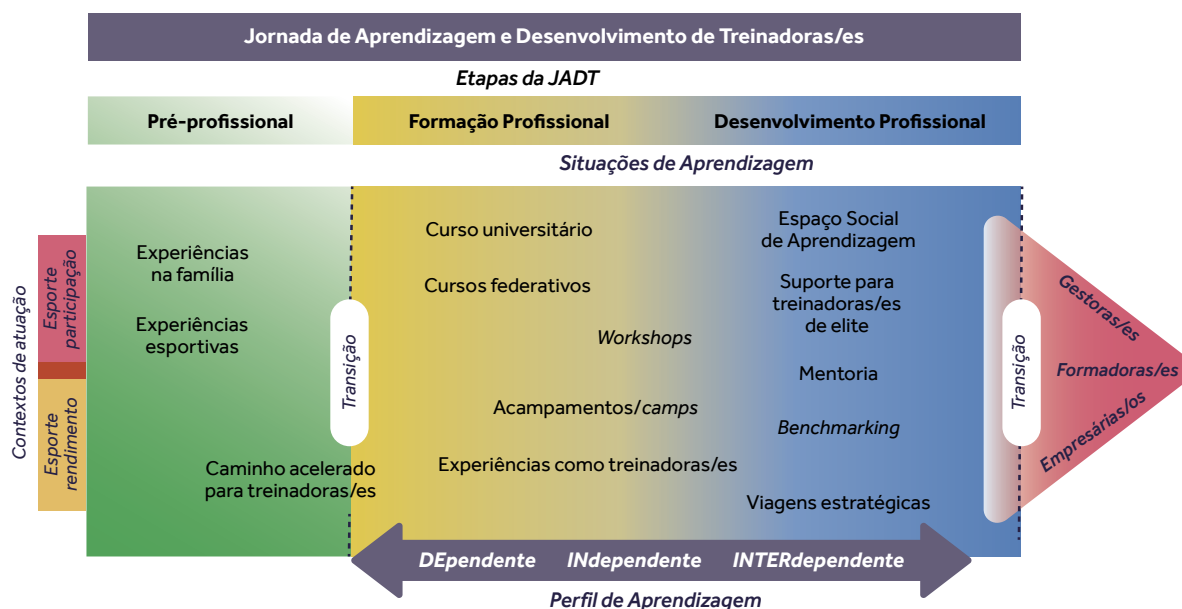 Jornada de Aprendizagem e Desenvolvimento de Treinadoras/es
Etapas da JADT
Pré-profissional
Formação Profissional
Desenvolvimento Profissional
Situações de Aprendizagem
Contextos de atuação
Esporte
participação
Esporte
rendimento
Experiências
na família
Experiências
esportivas
Caminho acelerado
para treinadoras/es
Transição
Curso universitário
Cursos federativos
Workshops
Acampamentos/camps
Experiências como treinadoras/es
Espaço Social
de Aprendizagem
Suporte para
treinadoras/es
de elite
Mentoria
Benchmarking
Viagens estratégicas
Transição
Gestoras/es
Formadoras/es
Empresárias/os
DEpendente
INdependente
INTERdependente
Perfil de Aprendizagem